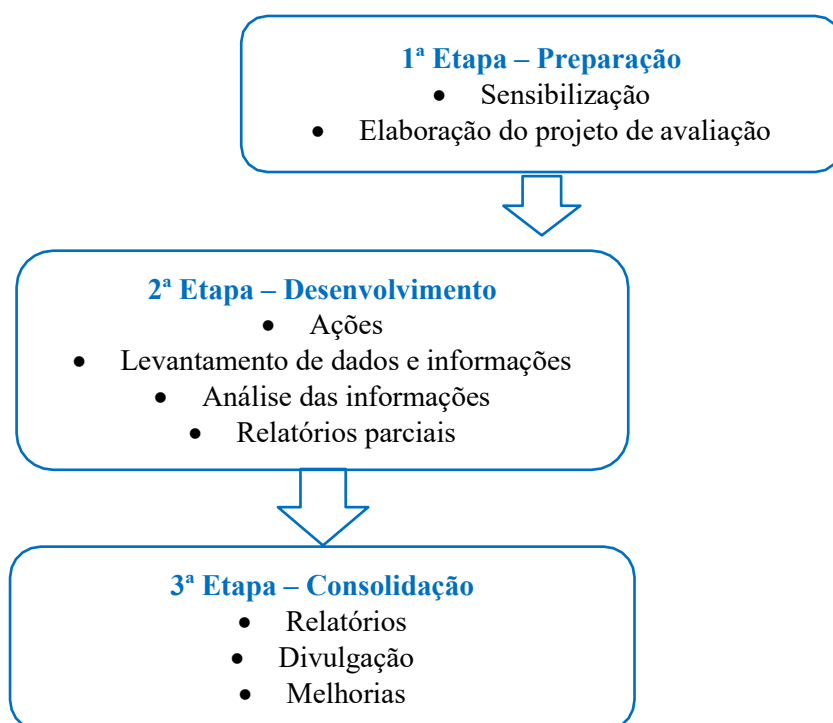 1ª Etapa – Preparação
• Sensibilização
• Elaboração do projeto de avaliação
2ª Etapa – Desenvolvimento
• Ações
• Levantamento de dados e informações
• Análise das informações
• Relatórios parciais
3ª Etapa – Consolidação
• Relatórios
• Divulgação
• Melhorias